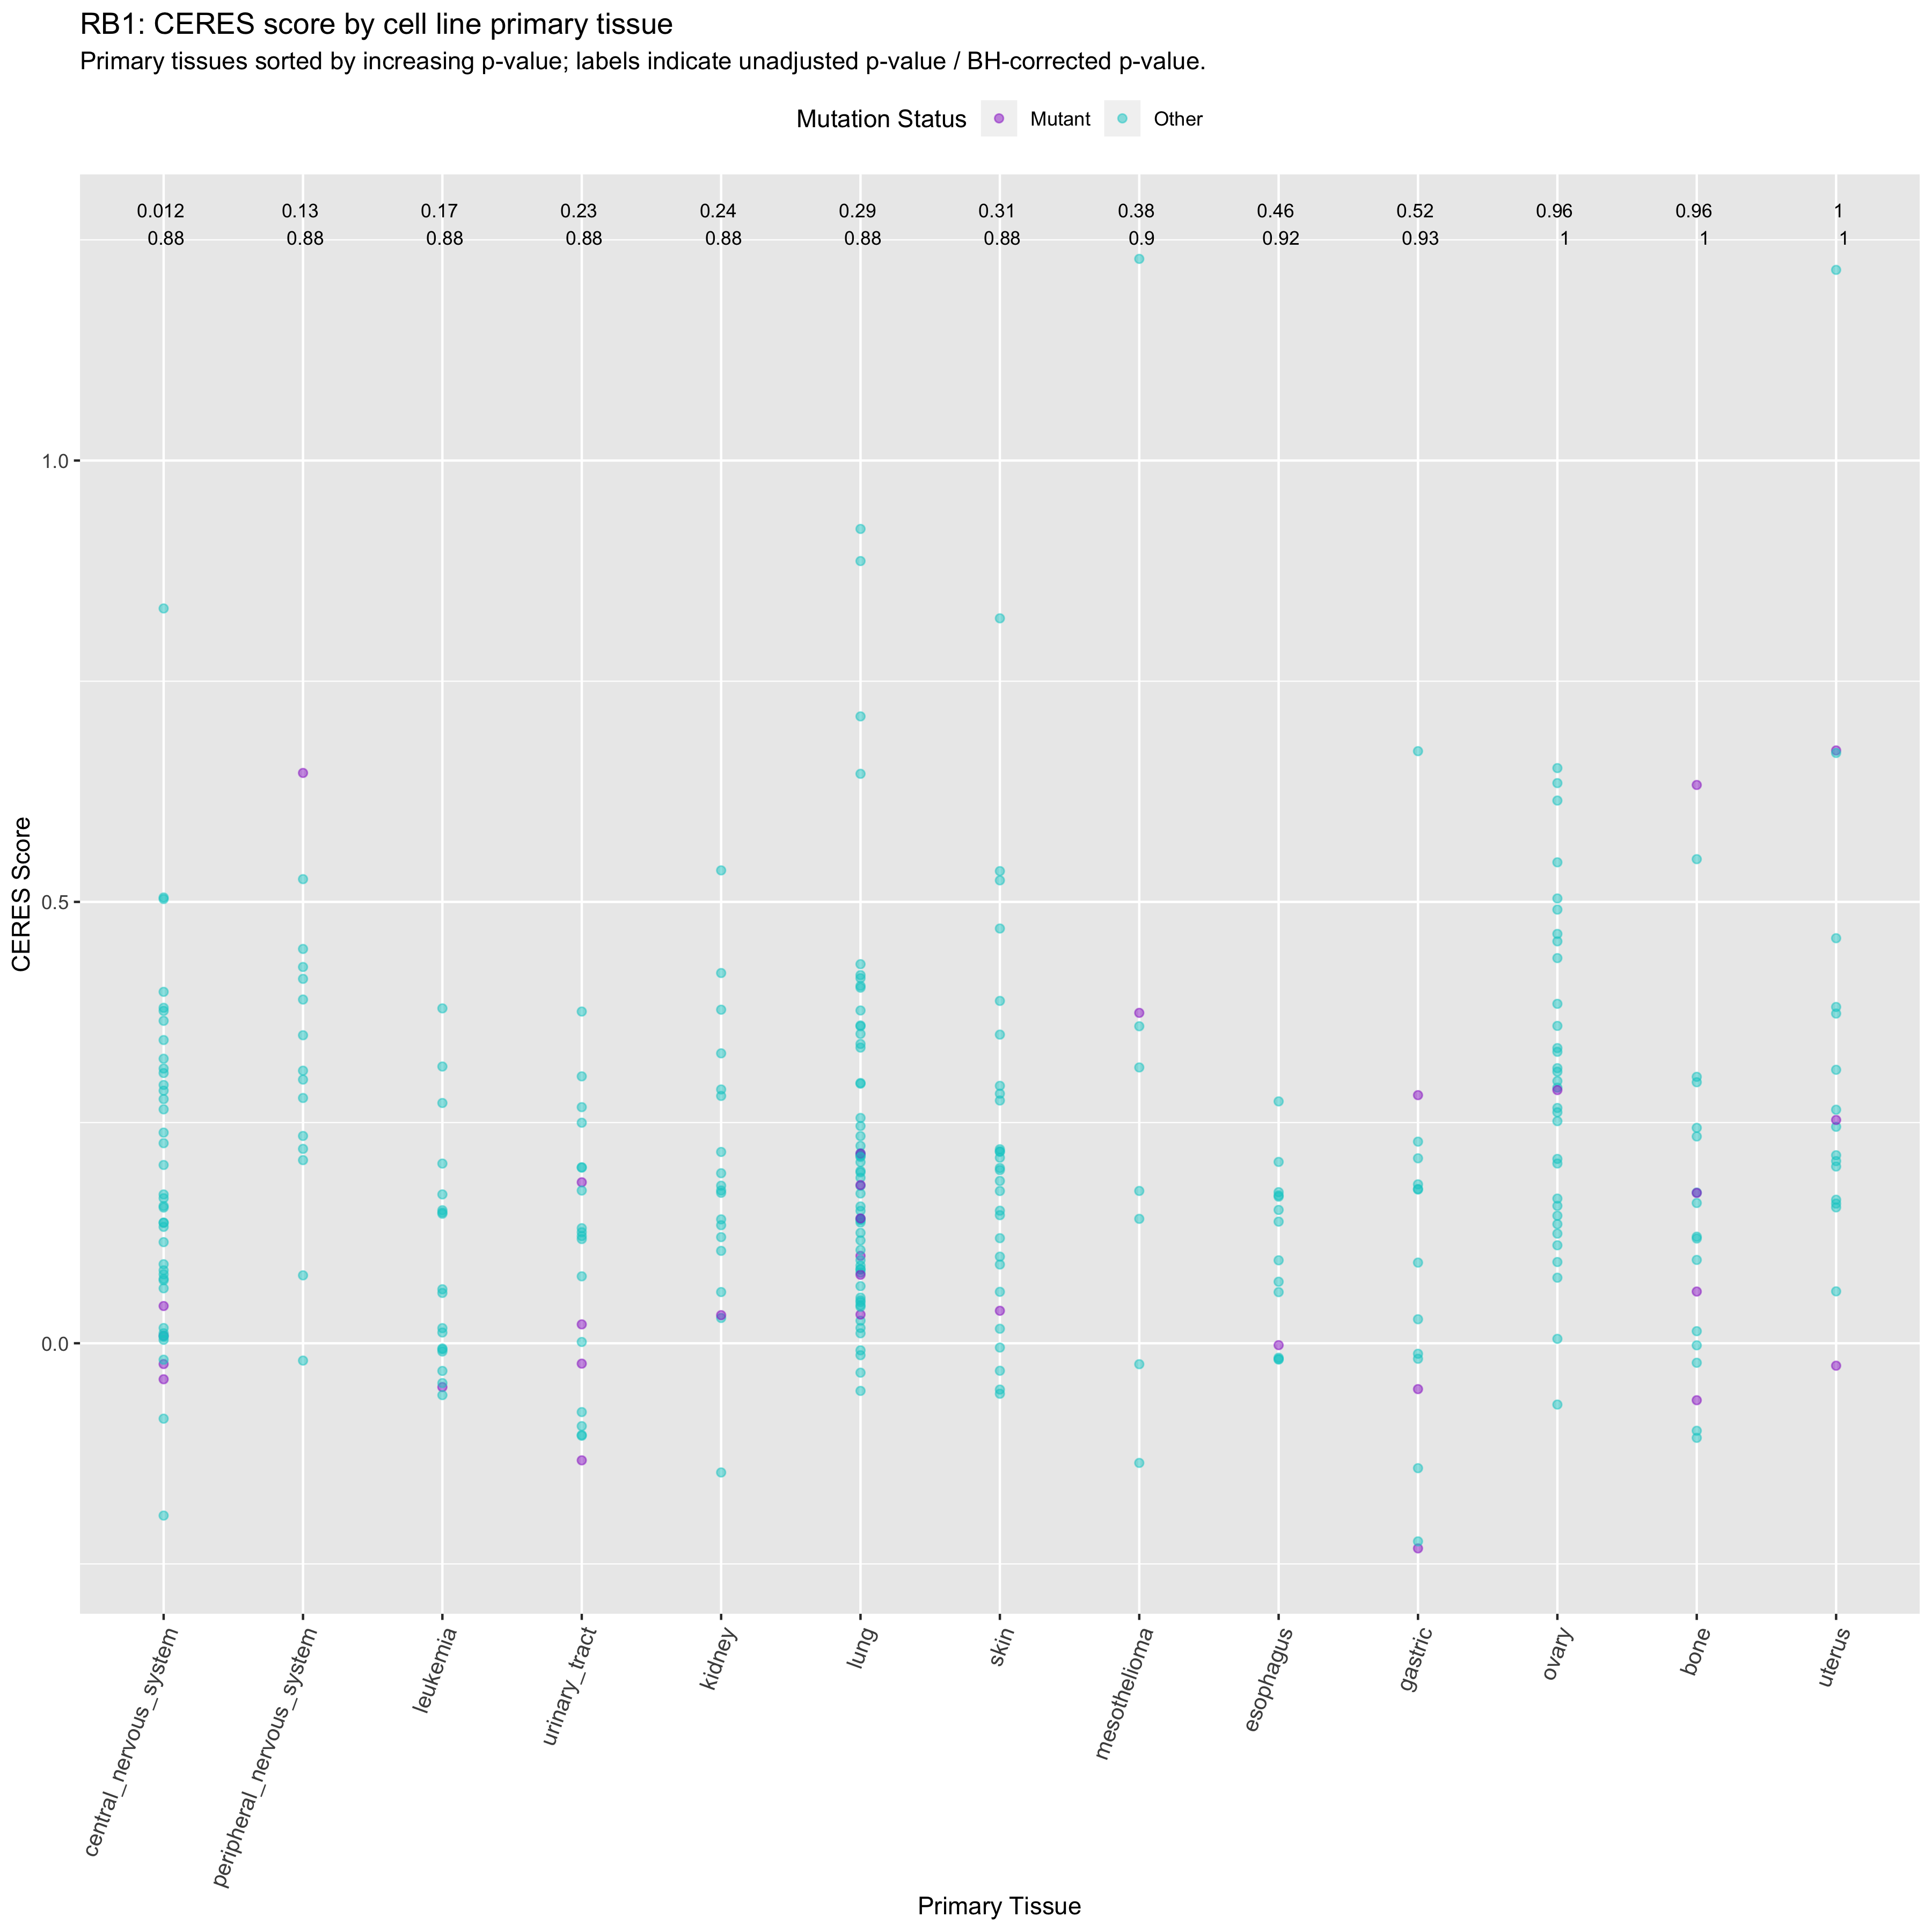 RB1: CERES score by cell line primary tissue
Primary tissues sorted by increasing p-value; labels indicate unadjusted p-value / BH-corrected p-value.
Mutation Status Mutant Other
0.012 0.13 0.17 0.23 0.24 0.29 0.31 0.38 0.46 0.52 0.96 0.96 1
0.88 0.88 0.88 0.88 0.88 0.88 0.88 0.9 0.92 0.93 1 1 1
1.0
0.5
0.0
CERES Score
central_nervous_system
peripheral_nervous_system
leukemia
urinary_tract
kidney
lung
skin
mesothelioma
esophagus
gastric
ovary
bone
uterus
Primary Tissue